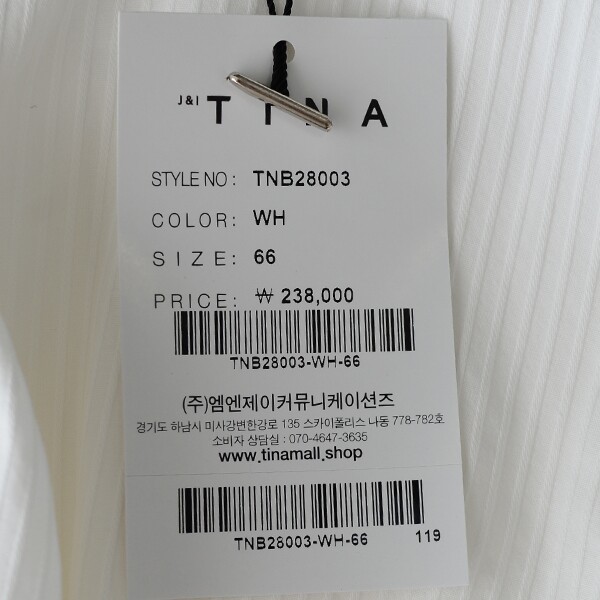 J&I TINA
STYLE NO: TNB28003
COLOR: WH
SIZE: 66
PRICE: ₩ 238,000
TNB28003-WH-66
(주)엠엔제이커뮤니케이션즈
경기도 하남시 미사강변한강로 135 스카이폴리스 나동 778-782호
소비자 상담실 : 070-4647-3635
www.tinamall.shop
TNB28003-WH-66 119